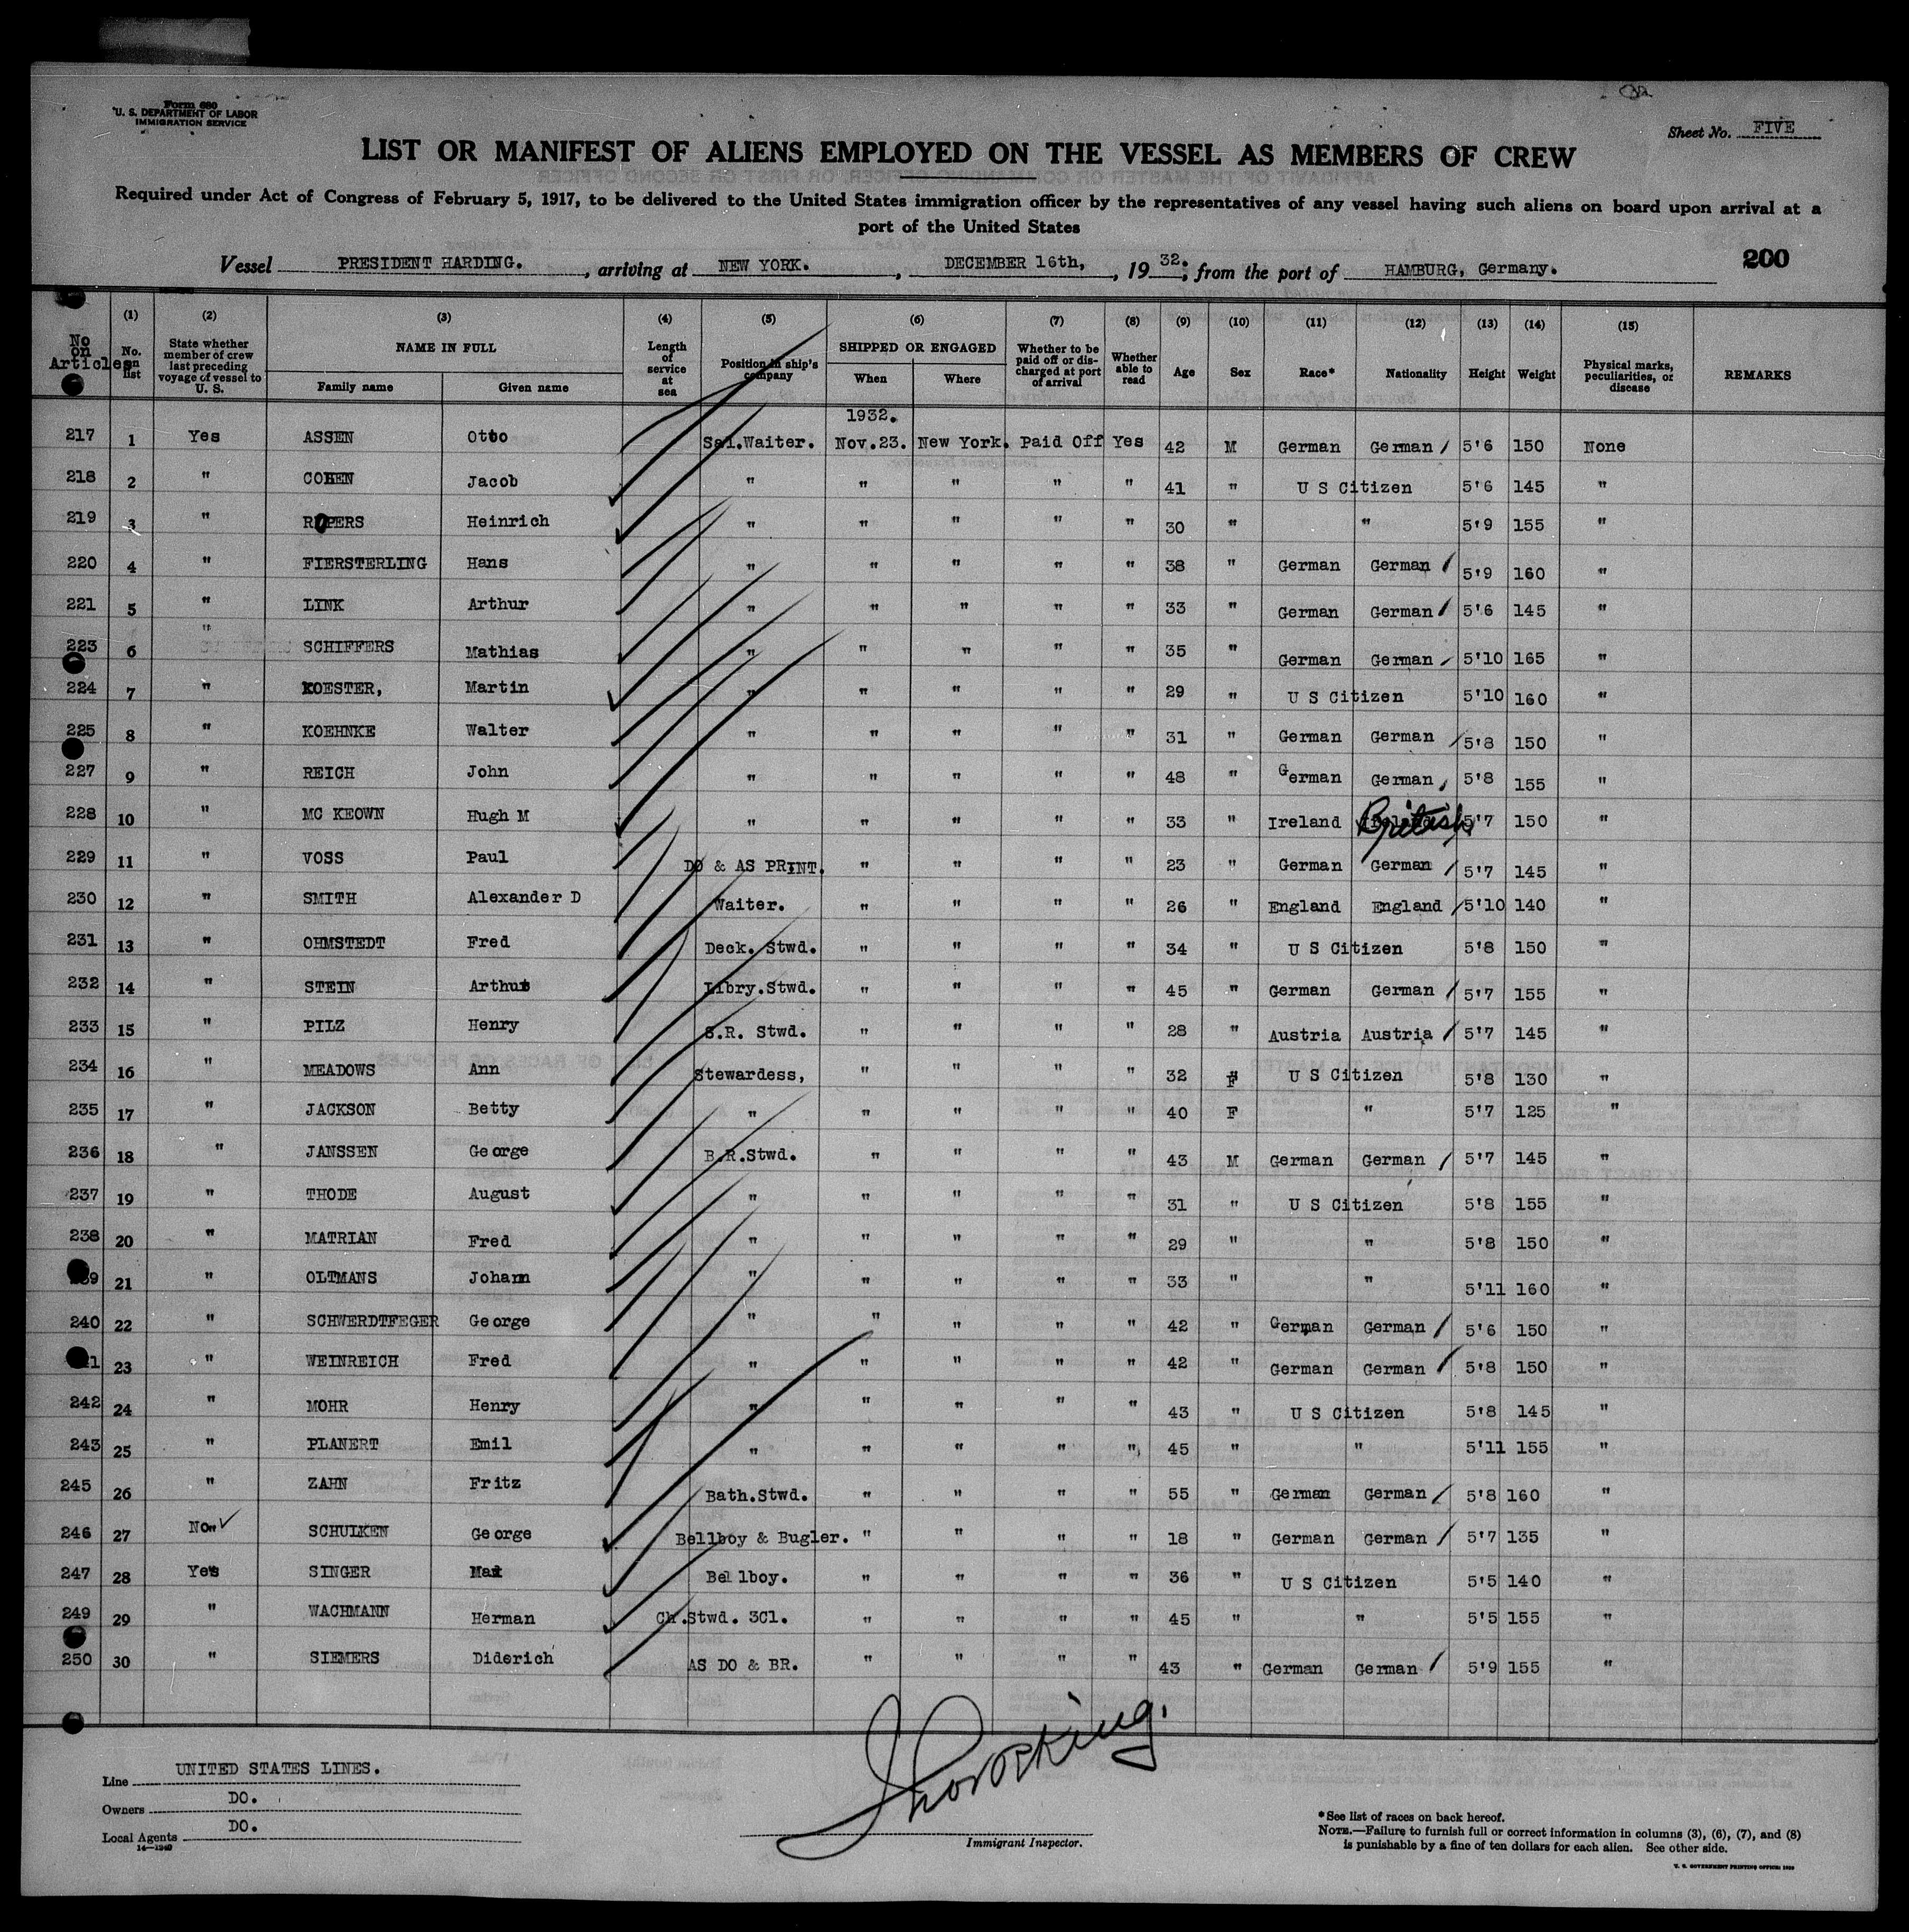 Form 680
U. S. DEPARTMENT OF LABOR
IMMIGRATION SERVICE
Sheet No. FIVE
LIST OR MANIFEST OF ALIENS EMPLOYED ON THE VESSEL AS MEMBERS OF CREW
Required under Act of Congress of February 5, 1917, to be delivered to the United States immigration officer by the representatives of any vessel having such aliens on board upon arrival at a
port of the United States
200
Vessel PRESIDENT HARDING. , arriving at NEW YORK. , DECEMBER 16th, , 19 32. , from the port of HAMBURG, Germany.
No on Articles (1) No. on list (2) State whether member of crew last preceding voyage of vessel to U. S. (3) NAME IN FULL Family name Given name (4) Length of service at sea (5) Position in ship's company (6) SHIPPED OR ENGAGED When Where (7) Whether to be paid off or discharged at port of arrival (8) Whether able to read (9) Age (10) Sex (11) Race* (12) Nationality (13) Height (14) Weight (15) Physical marks, peculiarities, or disease REMARKS
1932.
217 1 Yes ASSEN Otto Sal.Waiter. Nov.23. New York. Paid Off Yes 42 M German German 5'6 150 None
218 2 " COHEN Jacob " " " " " 41 " U S Citizen 5'6 145 "
219 3 " ROPERS Heinrich " " " " " 30 " " 5'9 155 "
220 4 " FIERSTERLING Hans " " " " " 38 " German German 5'9 160 "
221 5 " LINK Arthur " " " " " 33 " German German 5'6 145 "
223 6 " SCHIFFERS Mathias " " " " " 35 " German German 5'10 165 "
224 7 " KOESTER, Martin " " " " " 29 " U S Citizen 5'10 160 "
225 8 " KOEHNKE Walter " " " " " 31 " German German 5'8 150 "
227 9 " REICH John " " " " " 48 " German German 5'8 155 "
228 10 " MC KEOWN Hugh M " " " " " 33 " Ireland British 5'7 150 "
229 11 " VOSS Paul DO & AS PRINT. " " " " 23 " German German 5'7 145 "
230 12 " SMITH Alexander D Waiter. " " " " 26 " England England 5'10 140 "
231 13 " OHMSTEDT Fred Deck. Stwd. " " " " 34 " U S Citizen 5'8 150 "
232 14 " STEIN Arthur Libry.Stwd. " " " " 45 " German German 5'7 155 "
233 15 " PILZ Henry S.R. Stwd. " " " " 28 " Austria Austria 5'7 145 "
234 16 " MEADOWS Ann Stewardess, " " " " 32 F U S Citizen 5'8 130 "
235 17 " JACKSON Betty " " " " " 40 F " 5'7 125 "
236 18 " JANSSEN George B.R.Stwd. " " " " 43 M German German 5'7 145 "
237 19 " THODE August " " " " " 31 " U S Citizen 5'8 155 "
238 20 " MATRIAN Fred " " " " " 29 " " 5'8 150 "
39 21 " OLTMANS Johann " " " " " 33 " " 5'11 160 "
240 22 " SCHWERDTFEGER George " " " " " 42 " German German 5'6 150 "
1 23 " WEINREICH Fred " " " " " 42 " German German 5'8 150 "
242 24 " MOHR Henry " " " " " 43 " U S Citizen 5'8 145 "
243 25 " PLANERT Emil " " " " " 45 " " 5'11 155 "
245 26 " ZAHN Fritz Bath.Stwd. " " " " 55 " German German 5'8 160 "
246 27 No SCHULKEN George Bellboy & Bugler. " " " " 18 " German German 5'7 135 "
247 28 Yes SINGER Max Bellboy. " " " " 36 " U S Citizen 5'5 140 "
249 29 " WACHMANN Herman Ch.Stwd. 3Cl. " " " " 45 " " 5'5 155 "
250 30 " SIEMERS Diderich AS DO & BR. " " " " 43 " German German 5'9 155 "
Line UNITED STATES LINES.
Owners DO.
Local Agents DO.
14—1240
Immigrant Inspector.
*See list of races on back hereof.
NOTE.—Failure to furnish full or correct information in columns (3), (6), (7), and (8)
is punishable by a fine of ten dollars for each alien. See other side.
U. S. GOVERNMENT PRINTING OFFICE: 1930